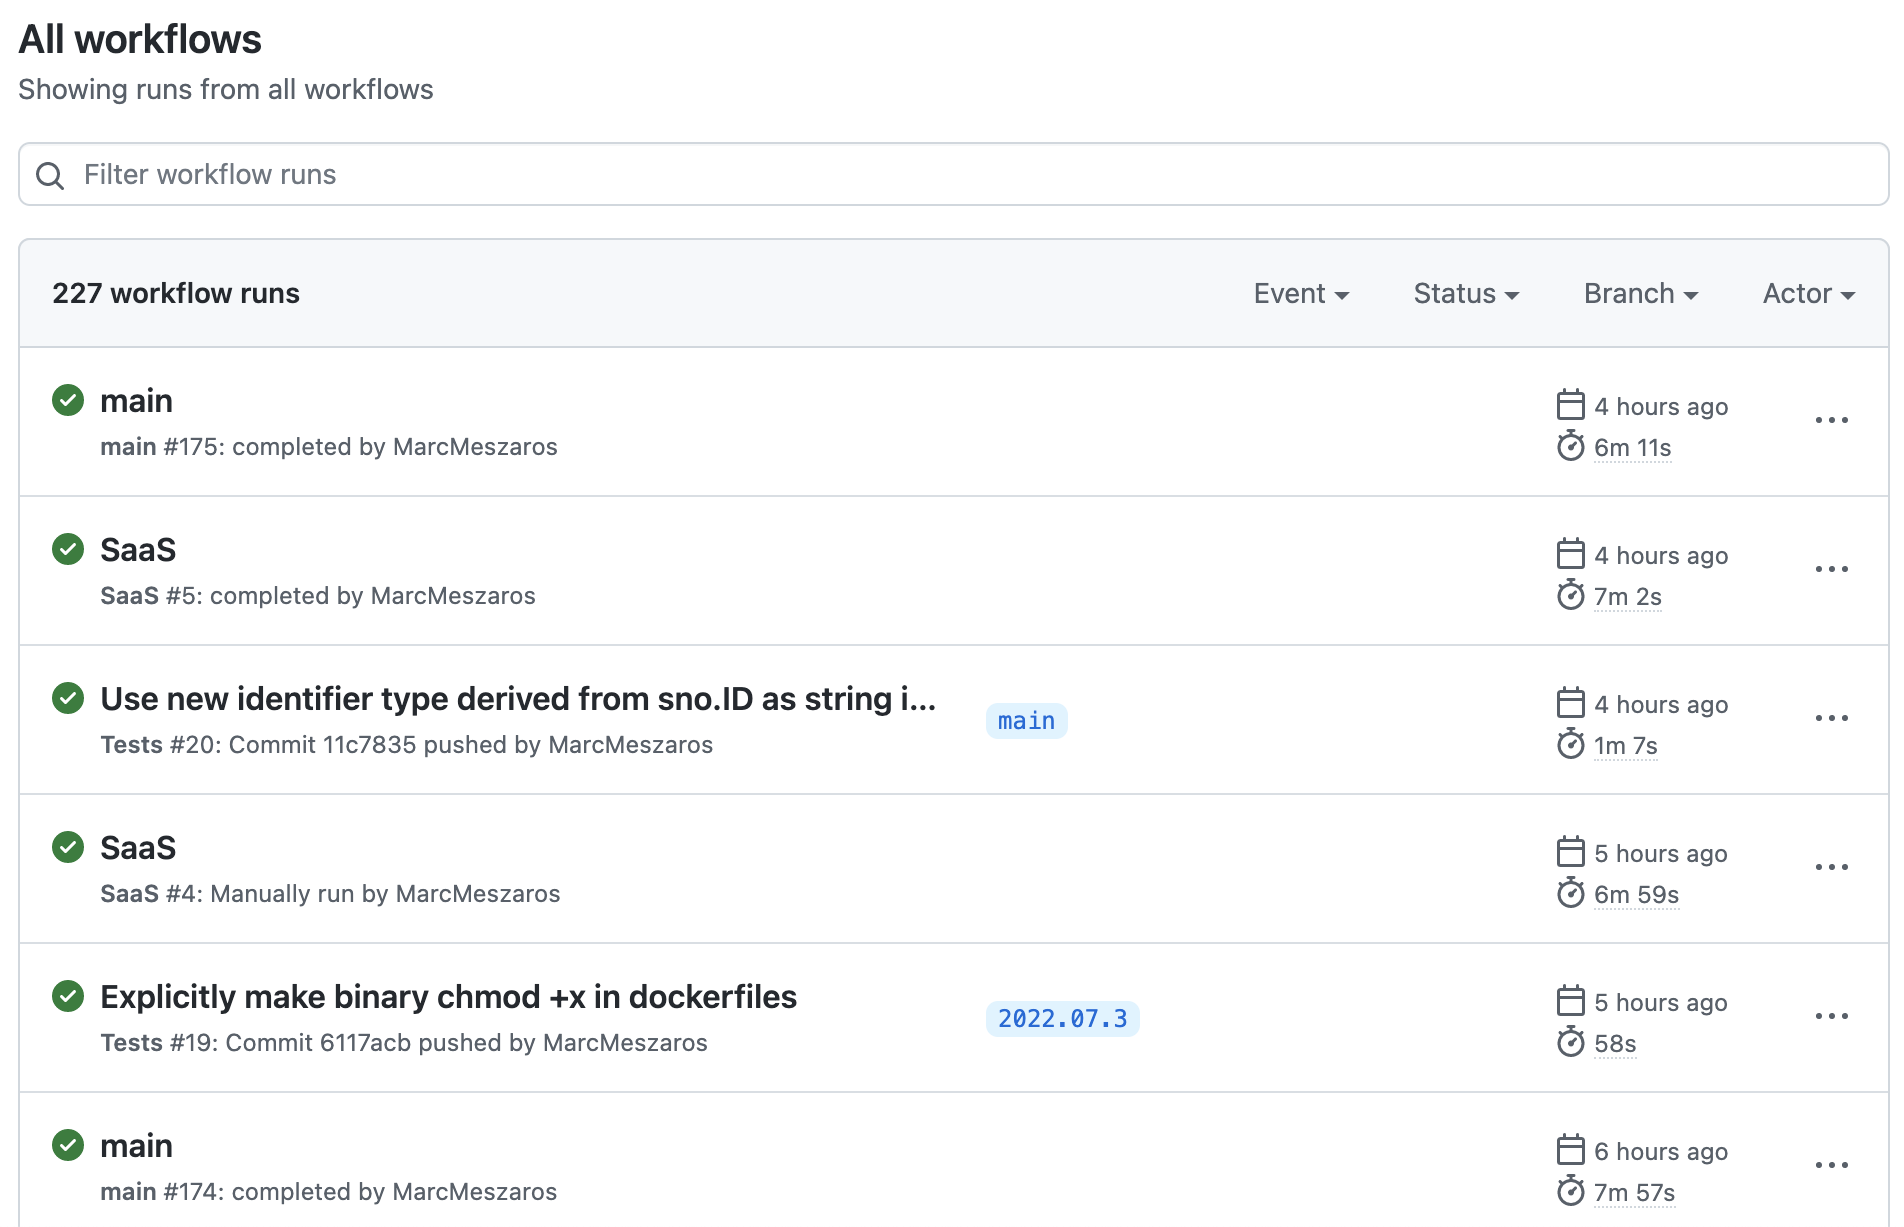 All workflows
Showing runs from all workflows
Filter workflow runs
227 workflow runs Event Status Branch Actor
main
main #175: completed by MarcMeszaros
4 hours ago
6m 11s
SaaS
SaaS #5: completed by MarcMeszaros
4 hours ago
7m 2s
Use new identifier type derived from sno.ID as string i...
Tests #20: Commit 11c7835 pushed by MarcMeszaros
main
4 hours ago
1m 7s
SaaS
SaaS #4: Manually run by MarcMeszaros
5 hours ago
6m 59s
Explicitly make binary chmod +x in dockerfiles
Tests #19: Commit 6117acb pushed by MarcMeszaros
2022.07.3
5 hours ago
58s
main
main #174: completed by MarcMeszaros
6 hours ago
7m 57s